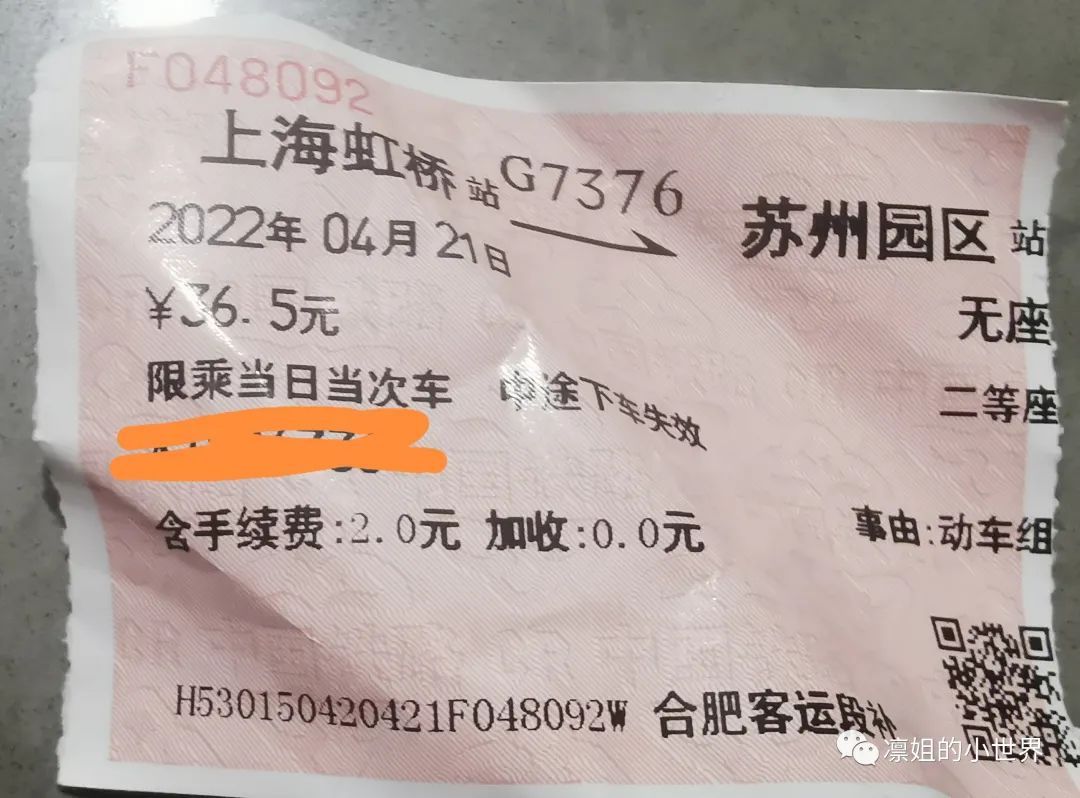 F048092
上海虹桥站 G7376 苏州园区站
2022年04月21日
¥36.5元 无座
限乘当日当次车 中途下车失效 二等座
含手续费:2.0元 加收:0.0元 事由:动车组
H530150420421F048092W 合肥客运段
凛姐的小世界